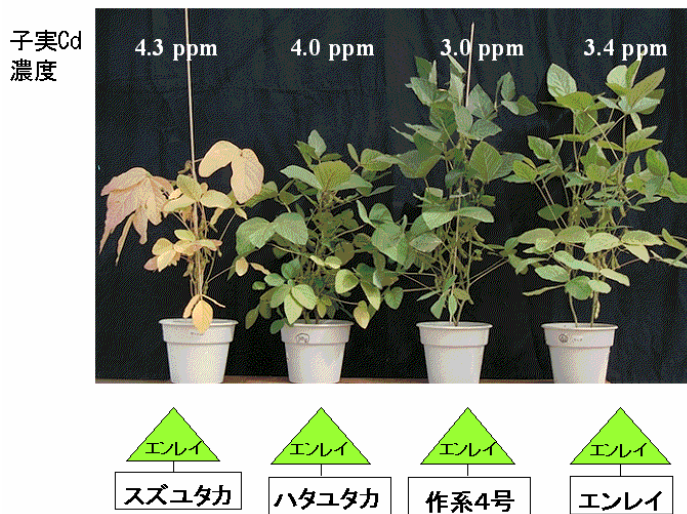 子実Cd
濃度
4.3 ppm
4.0 ppm
3.0 ppm
3.4 ppm
エンレイ
エンレイ
エンレイ
エンレイ
スズユタカ
ハタユタカ
作系4号
エンレイ